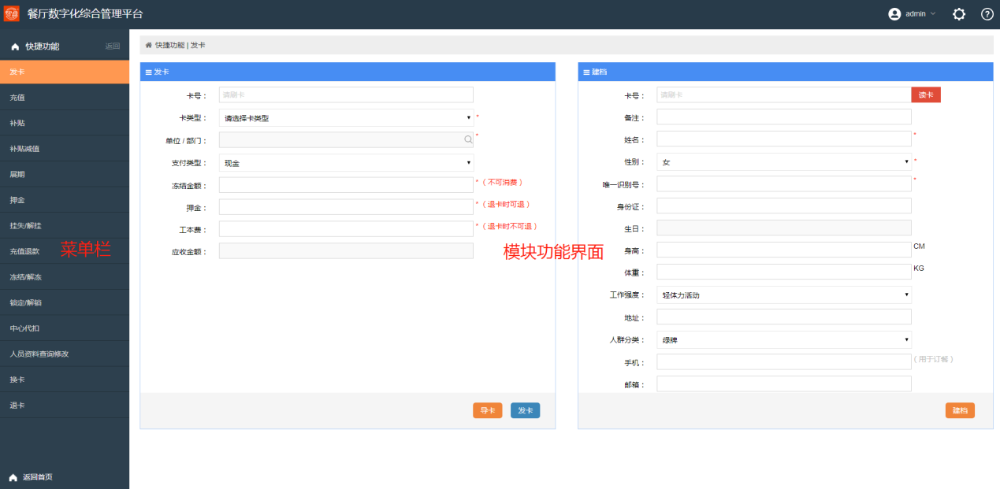 餐厅数字化综合管理平台
admin
快捷功能 返回
发卡
充值
补贴
补贴减值
展期
押金
挂失/解挂
充值退款
菜单栏
冻结/解冻
锁定/解锁
中心代扣
人员资料查询修改
换卡
退卡
返回首页
快捷功能 | 发卡
发卡
卡号： 请刷卡
卡类型： 请选择卡类型 *
单位 / 部门： *
支付类型： 现金
冻结金额： *（不可消费）
押金： *（退卡时可退）
工本费： *（退卡时不可退）
应收金额：
导卡 发卡
模块功能界面
建档
卡号： 请刷卡 读卡
备注：
姓名： *
性别： 女 *
唯一识别号： *
身份证：
生日：
身高： CM
体重： KG
工作强度： 轻体力活动
地址：
人群分类： 绿牌
手机： （用于订餐）
邮箱：
建档